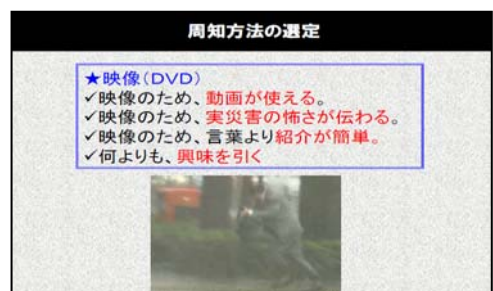 周知方法の選定
★映像(DVD)
✓映像のため、動画が使える。
✓映像のため、実災害の怖さが伝わる。
✓映像のため、言葉より紹介が簡単。
✓何よりも、興味を引く